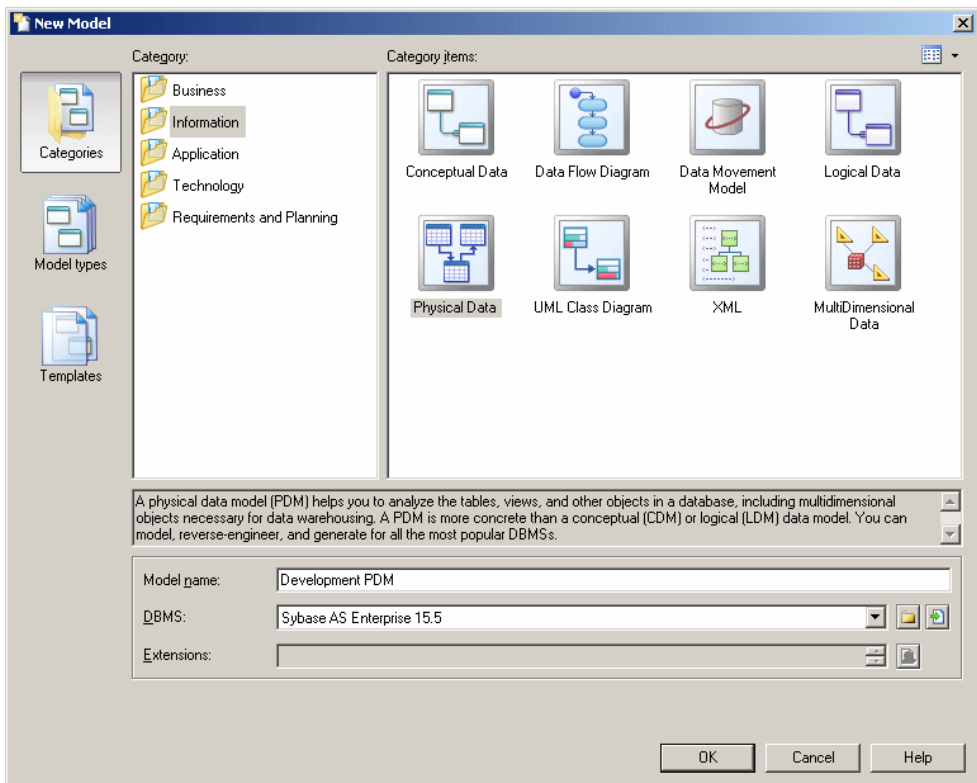 New Model
Category:
Category items:
Categories
Model types
Templates
Business
Information
Application
Technology
Requirements and Planning
Conceptual Data
Data Flow Diagram
Data Movement
Model
Logical Data
Physical Data
UML Class Diagram
XML
MultiDimensional
Data
A physical data model (PDM) helps you to analyze the tables, views, and other objects in a database, including multidimensional
objects necessary for data warehousing. A PDM is more concrete than a conceptual (CDM) or logical (LDM) data model. You can
model, reverse-engineer, and generate for all the most popular DBMSs.
Model name:
Development PDM
DBMS:
Sybase AS Enterprise 15.5
Extensions:
OK
Cancel
Help